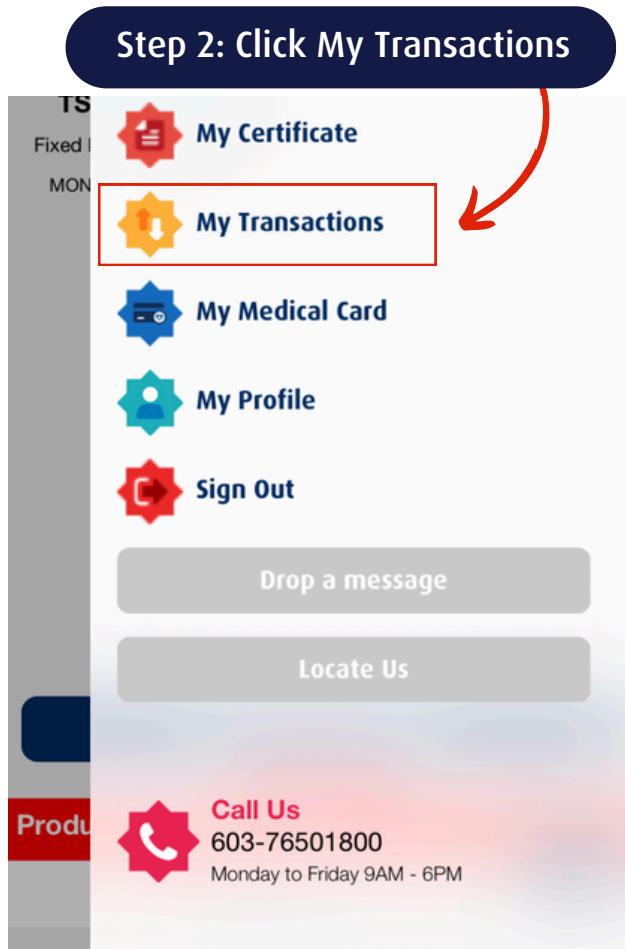 Step 2: Click My Transactions
TS
Fixed
MON
My Certificate
My Transactions
My Medical Card
My Profile
Sign Out
Drop a message
Locate Us
Produ
Call Us
603-76501800
Monday to Friday 9AM - 6PM